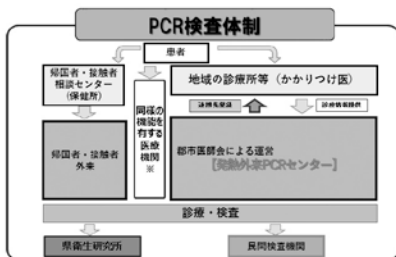 PCR検査体制
患者
帰国者・接触者
相談センター
(保健所)
地域の診療所等（かかりつけ医）
同様の
機能を
有する
医療
機関
※
診療情報提供
帰国者・接触者
外来
郡市医師会による運営
［発熱外来PCRセンター］
診療・検査
県衛生研究所
民間検査機関